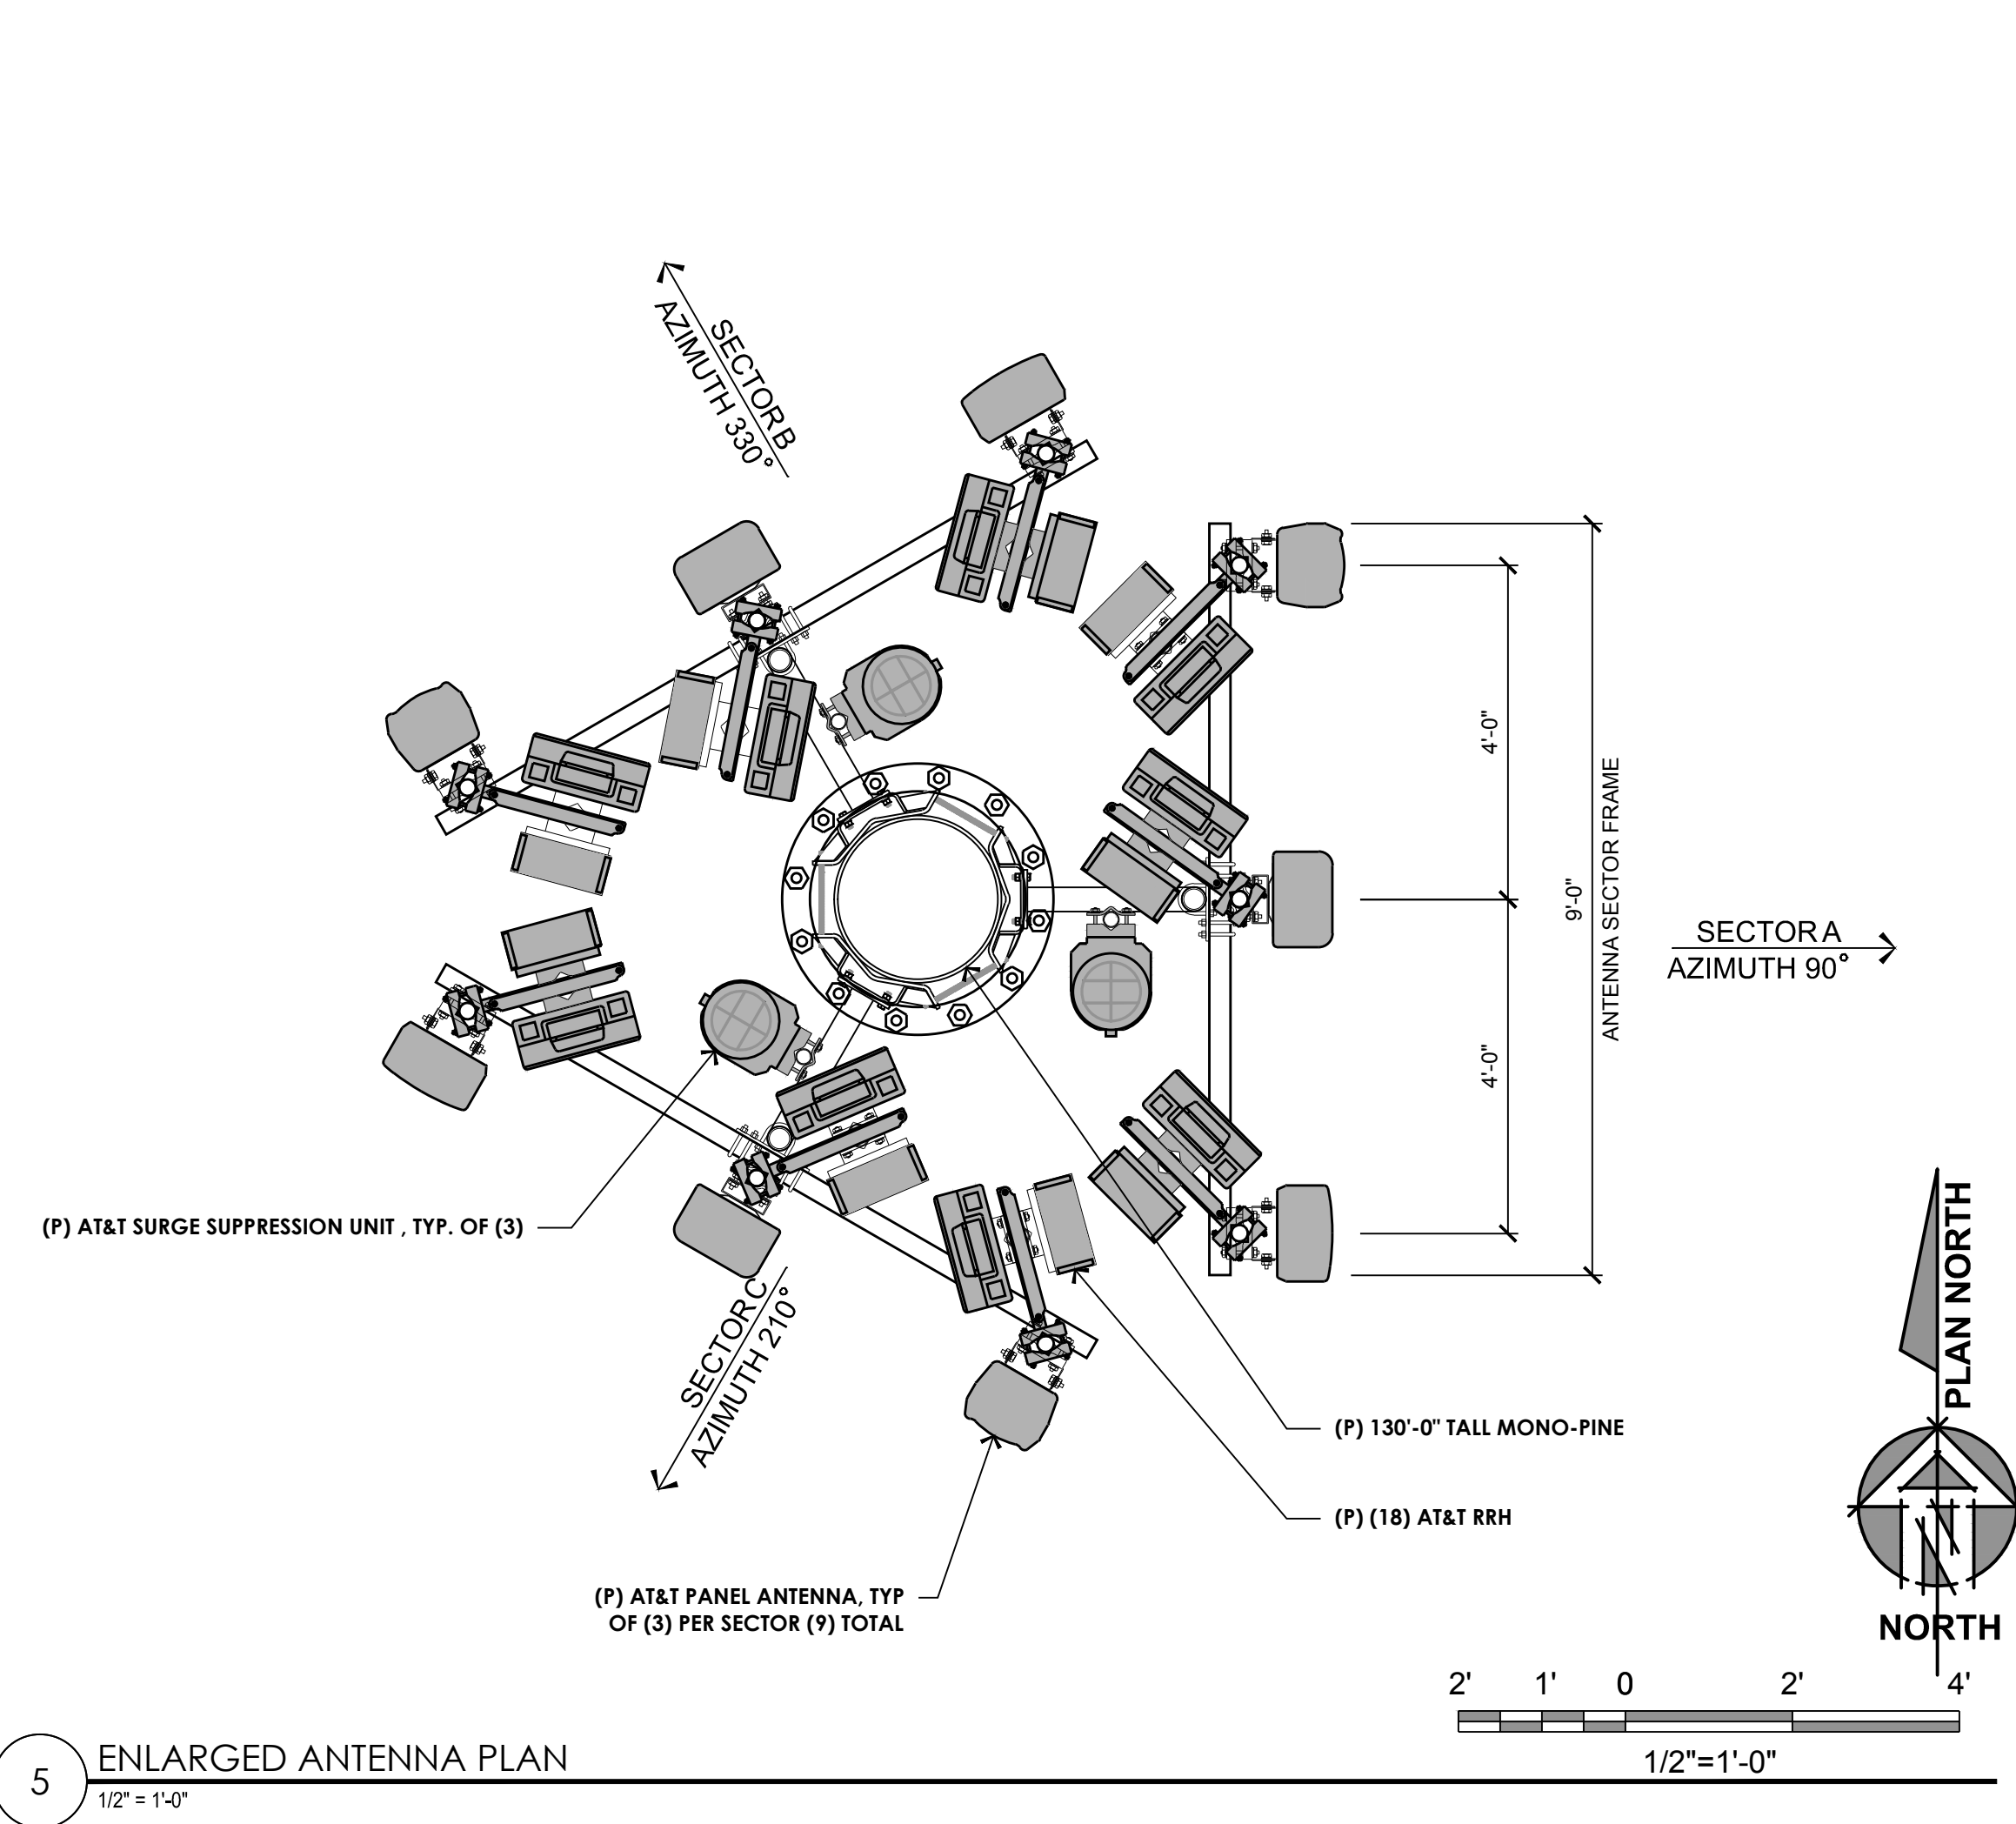 SECTOR B
AZIMUTH 330°
4'-0"
9'-0"
ANTENNA SECTOR FRAME
SECTOR A
AZIMUTH 90°
4'-0"
(P) AT&T SURGE SUPPRESSION UNIT , TYP. OF (3)
SECTOR C
AZIMUTH 210°
PLAN NORTH
(P) 130'-0" TALL MONO-PINE
(P) (18) AT&T RRH
(P) AT&T PANEL ANTENNA, TYP
OF (3) PER SECTOR (9) TOTAL
NORTH
2' 1' 0 2' 4'
1/2"=1'-0"
5 ENLARGED ANTENNA PLAN
1/2" = 1'-0"